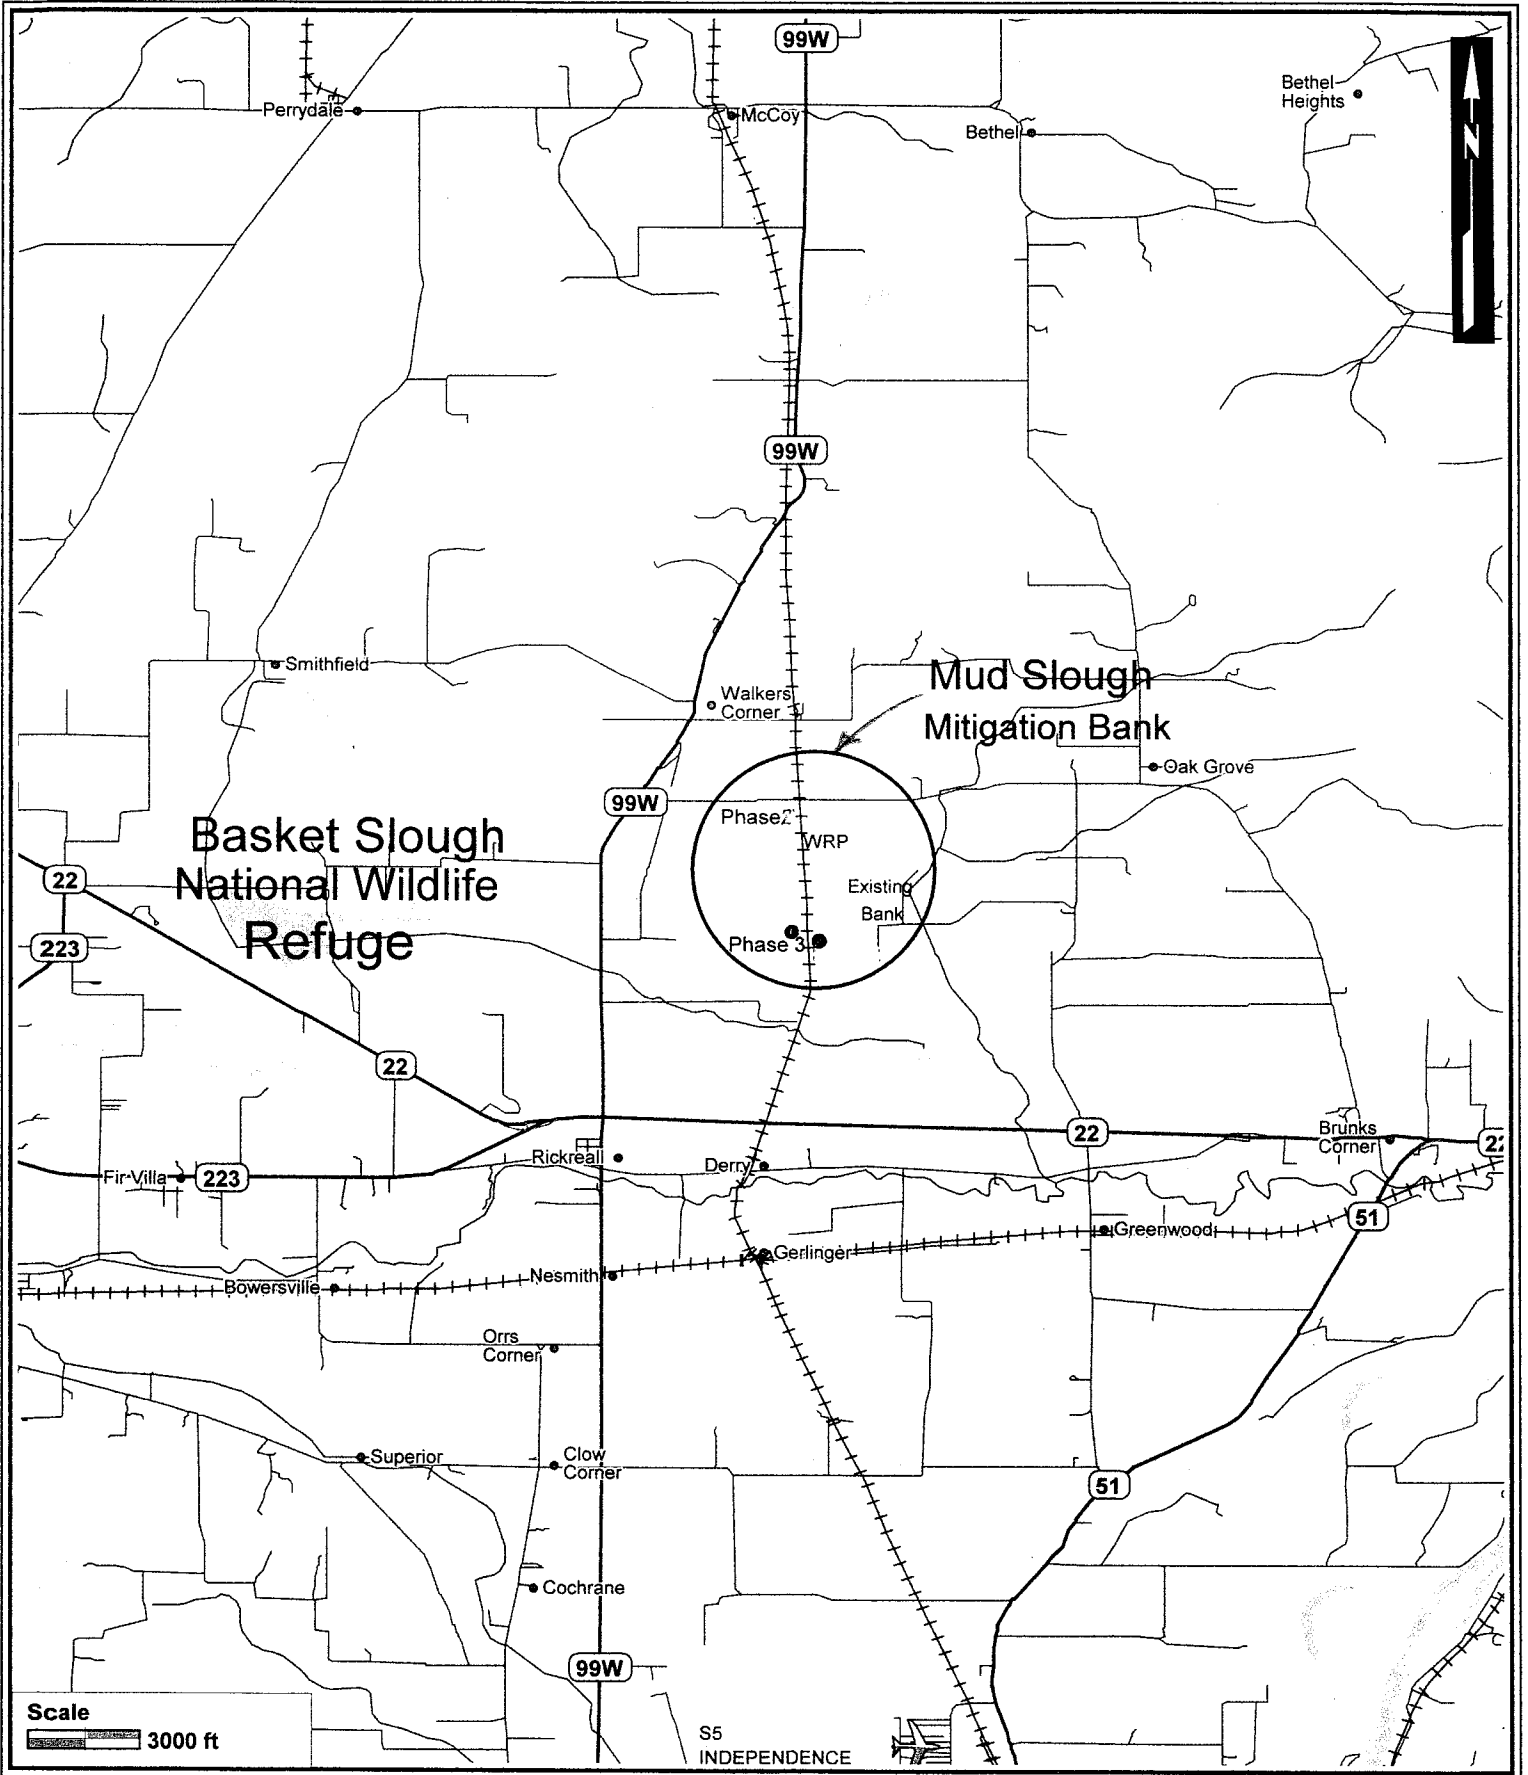 99W
Bethel
Heights
N
Perrydale
McCoy
Bethel
99W
Smithfield
Walkers
Corner
Mud Slough
Mitigation Bank
Oak Grove
99W
Phase2
Basket Slough
National Wildlife
Refuge
WRP
22
Existing
Bank
223
Phase 3
22
22
Brunks
Corner
22
Rickreall
Derry
Fir Villa
223
51
Greenwood
Gerlinger
Nesmith
Bowersville
Orrs
Corner
Superior
Clow
Corner
51
Cochrane
99W
Scale
3000 ft
S5
INDEPENDENCE